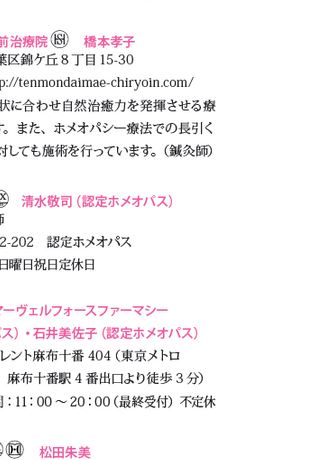 前治療院 橋本孝子
葉区錦ケ丘8丁目15-30
p://tenmondaimae-chiryoin.com/
状に合わせ自然治癒力を発揮させる療
す。また、ホメオパシー療法での長引く
対しても施術を行っています。（鍼灸師）
清水敬司（認定ホメオパス）
師
2-202 認定ホメオパス
日曜日祝日定休日
マーヴェルフォースファーマシー
パス）・石井美佐子（認定ホメオパス）
レント麻布十番 404（東京メトロ
麻布十番駅4番出口より徒歩3分）
間：11：00～20：00（最終受付）不定休
松田朱美